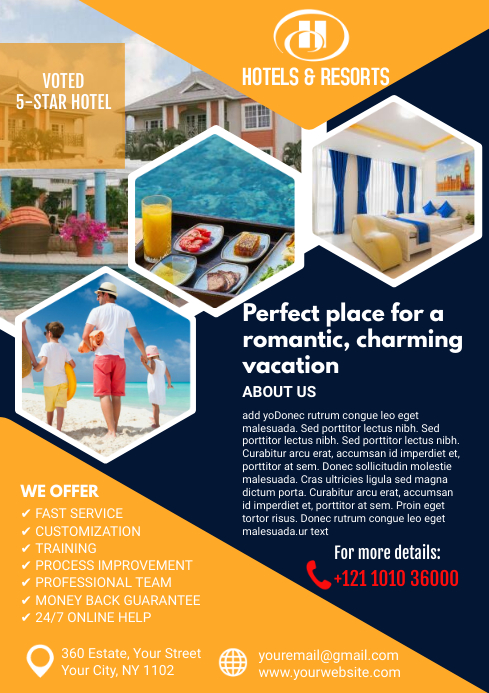 HOTELS & RESORTS
VOTED
5-STAR HOTEL
Perfect place for a
romantic, charming
vacation
ABOUT US
add yoDonec rutrum congue leo eget
malesuada. Sed porttitor lectus nibh. Sed
porttitor lectus nibh. Sed porttitor lectus nibh.
Curabitur arcu erat, accumsan id imperdiet et,
porttitor at sem. Donec sollicitudin molestie
malesuada. Cras ultricies ligula sed magna
dictum porta. Curabitur arcu erat, accumsan
id imperdiet et, porttitor at sem. Proin eget
tortor risus. Donec rutrum congue leo eget
malesuada.ur text
For more details:
+121 1010 36000
WE OFFER
✔ FAST SERVICE
✔ CUSTOMIZATION
✔ TRAINING
✔ PROCESS IMPROVEMENT
✔ PROFESSIONAL TEAM
✔ MONEY BACK GUARANTEE
✔ 24/7 ONLINE HELP
360 Estate, Your Street
Your City, NY 1102
youremail@gmail.com
www.yourwebsite.com